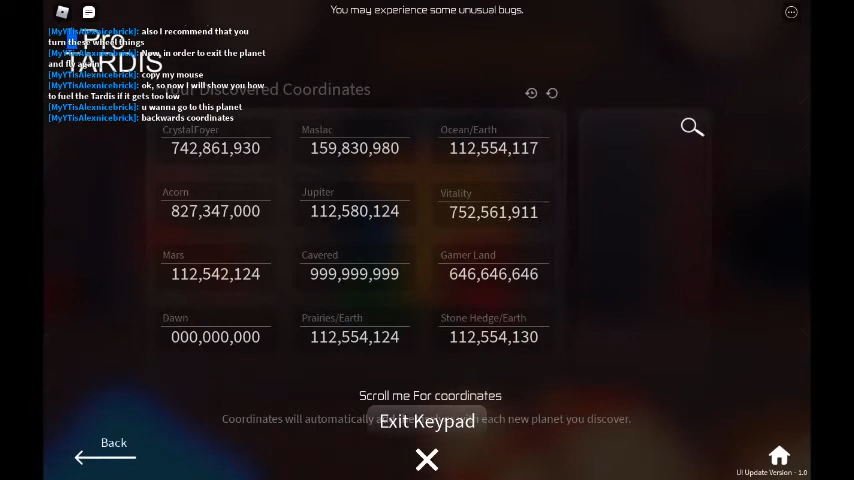 You may experience some unusual bugs.
Pro
TARDIS
[MyYTisAlexnicebrick]: also I recommend that you
turn these wheel things
[MyYTisAlexnicebrick]: Now, in order to exit the planet
and fly again
[MyYTisAlexnicebrick]: copy my mouse
[MyYTisAlexnicebrick]: ok, so now I will show you how
to fuel the Tardis if it gets too low
[MyYTisAlexnicebrick]: u wanna go to this planet
[MyYTisAlexnicebrick]: backwards coordinates
Your Discovered Coordinates
CrystalFoyer Maslac Ocean/Earth
742,861,930 159,830,980 112,554,117
Acorn Jupiter Vitality
827,347,000 112,580,124 752,561,911
Mars Cavered Gamer Land
112,542,124 999,999,999 646,646,646
Dawn Prairies/Earth Stone Hedge/Earth
000,000,000 112,554,124 112,554,130
Scroll me For coordinates
Coordinates will automatically with each new planet you discover.
Exit Keypad
Back
UI Update Version - 1.0